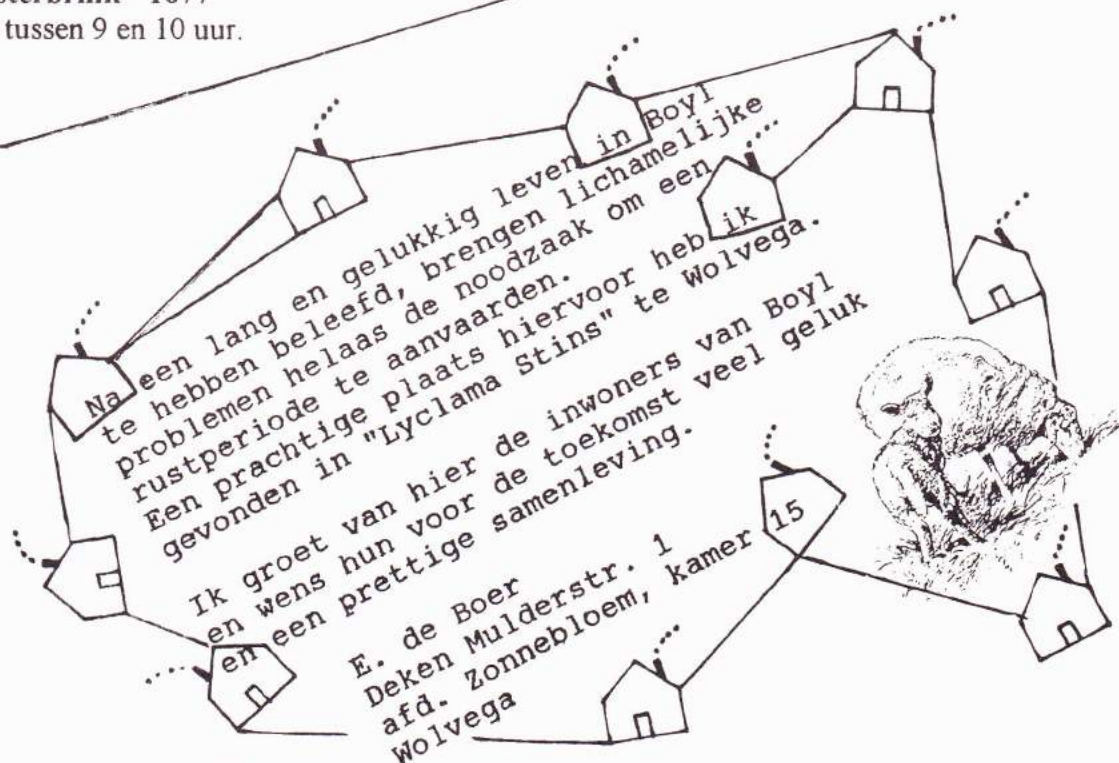 tussen 9 en 10 uur.
Na een lang en gelukkig leven in Boyl
te hebben beleefd, brengen lichamelijke
problemen helaas de noodzaak om een
rustperiode te aanvaarden.
Een prachtige plaats hiervoor heb ik
gevonden in "Lyclama Stins" te Wolvega.
Ik groet van hier de inwoners van Boyl
en wens hun voor de toekomst veel geluk
en een prettige samenleving.
E. de Boer
Deken Mulderstr. 1
afd. Zonnebloem, kamer 15
Wolvega